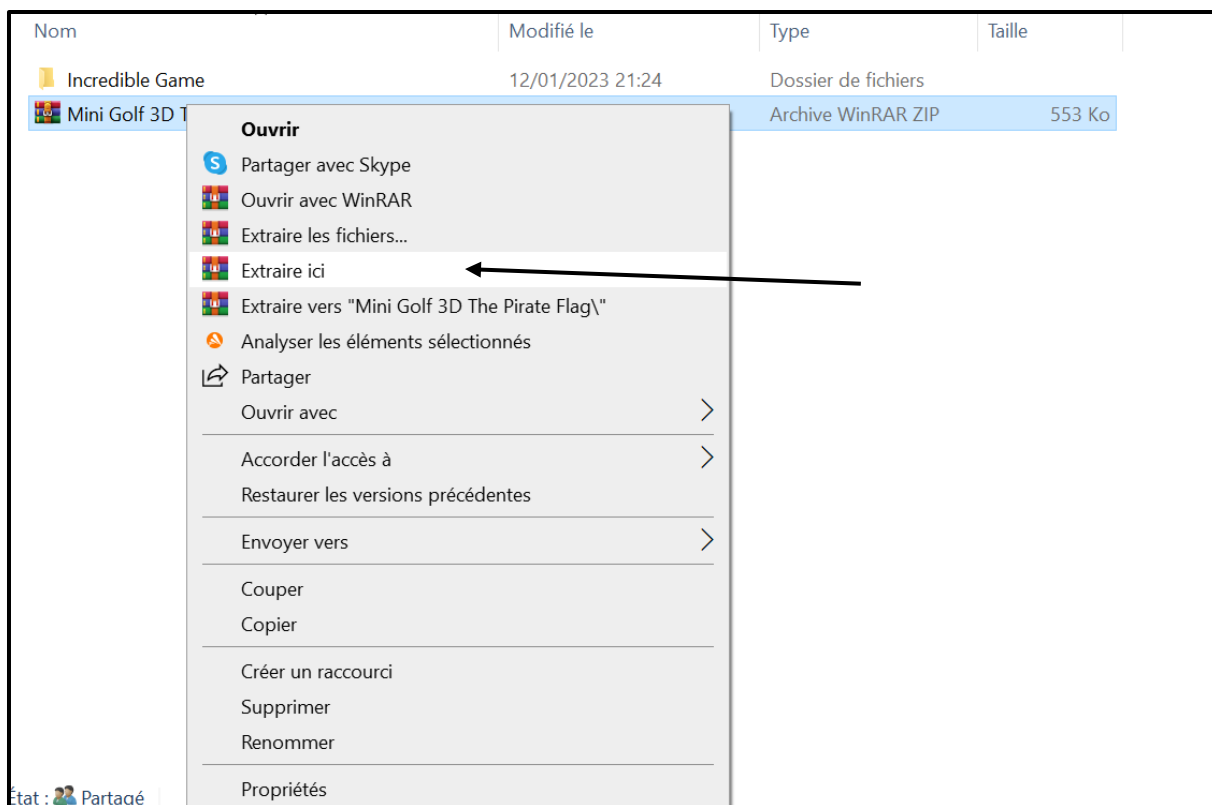 Nom Modifié le Type Taille
Incredible Game 12/01/2023 21:24 Dossier de fichiers
Mini Golf 3D Archive WinRAR ZIP 553 Ko
Ouvrir
Partager avec Skype
Ouvrir avec WinRAR
Extraire les fichiers...
Extraire ici
Extraire vers "Mini Golf 3D The Pirate Flag\"
Analyser les éléments sélectionnés
Partager
Ouvrir avec
Accorder l'accès à
Restaurer les versions précédentes
Envoyer vers
Couper
Copier
Créer un raccourci
Supprimer
Renommer
Propriétés
État : Partagé